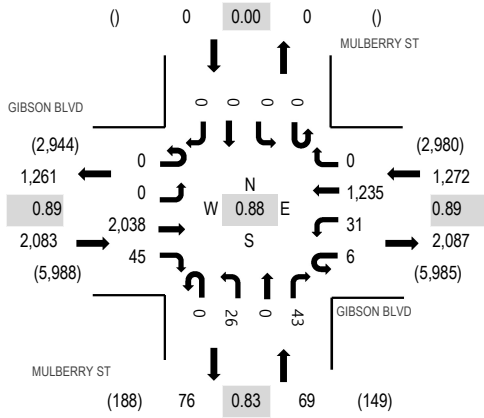 () 0 0.00 0 ()
MULBERRY ST
GIBSON BLVD
0 0 0 0
(2,944) 0 0 (2,980)
1,261 0 N 1,235 1,272
0.89 W 0.88 E 0.89
2,083 2,038 S 31 2,087
(5,988) 45 6 (5,985)
0 26 0 43
GIBSON BLVD
MULBERRY ST
(188) 76 0.83 69 (149)